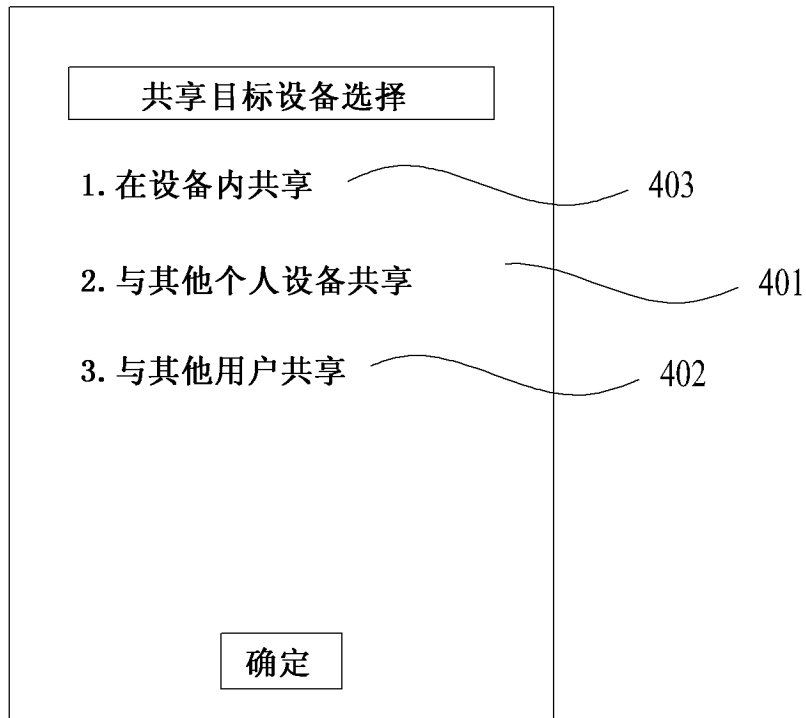 共享目标设备选择
1. 在设备内共享
403
2. 与其他个人设备共享
401
3. 与其他用户共享
402
确定